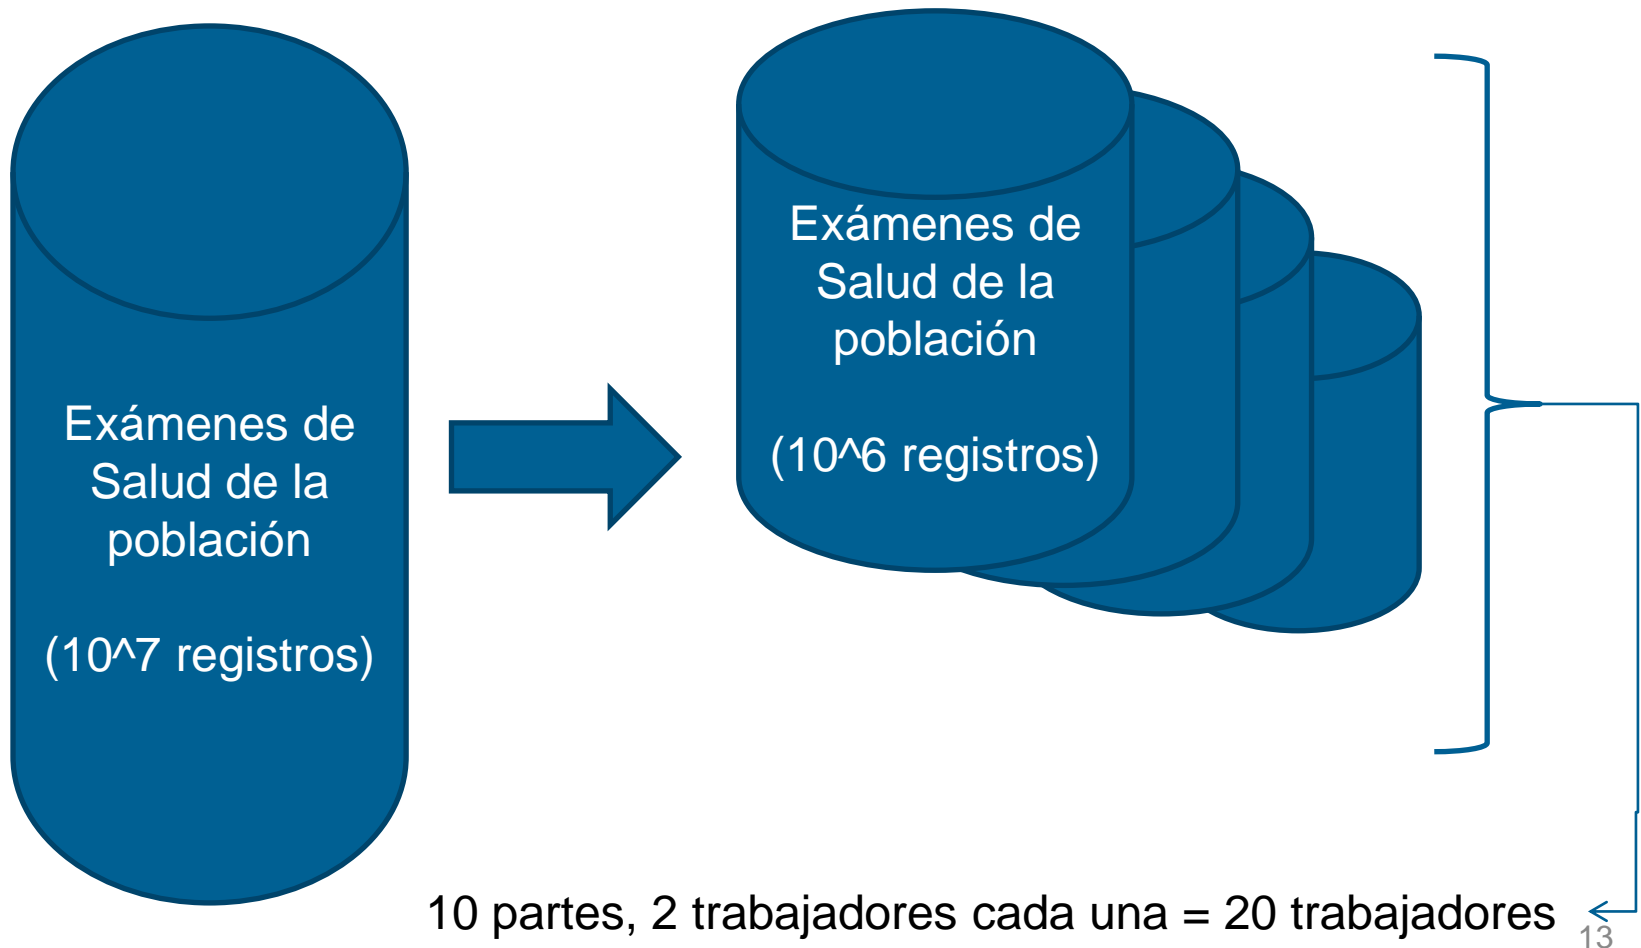 Exámenes de
Salud de la
población
(10^7 registros)
Exámenes de
Salud de la
población
(10^6 registros)
10 partes, 2 trabajadores cada una = 20 trabajadores
13